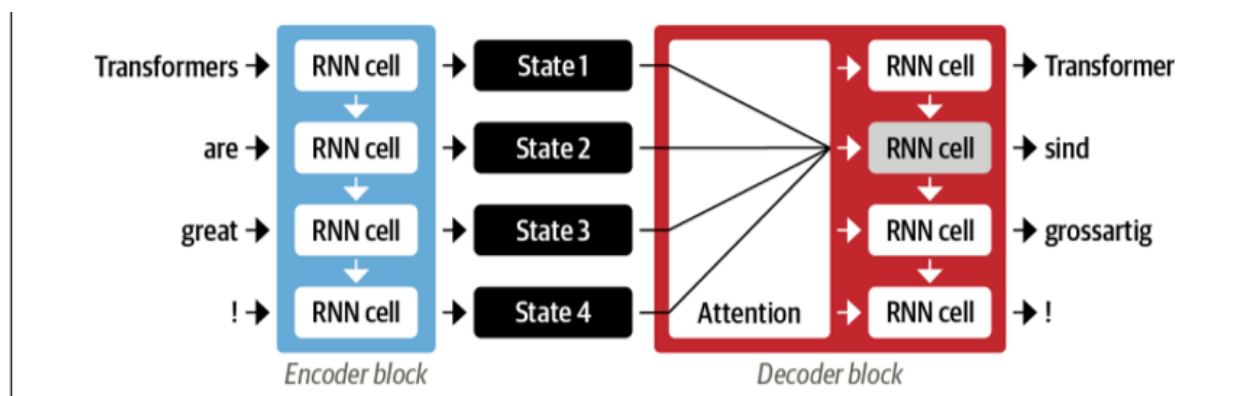 Transformers RNN cell State 1 RNN cell Transformer
are RNN cell State 2 RNN cell sind
great RNN cell State 3 RNN cell grossartig
! RNN cell State 4 Attention RNN cell !
Encoder block Decoder block